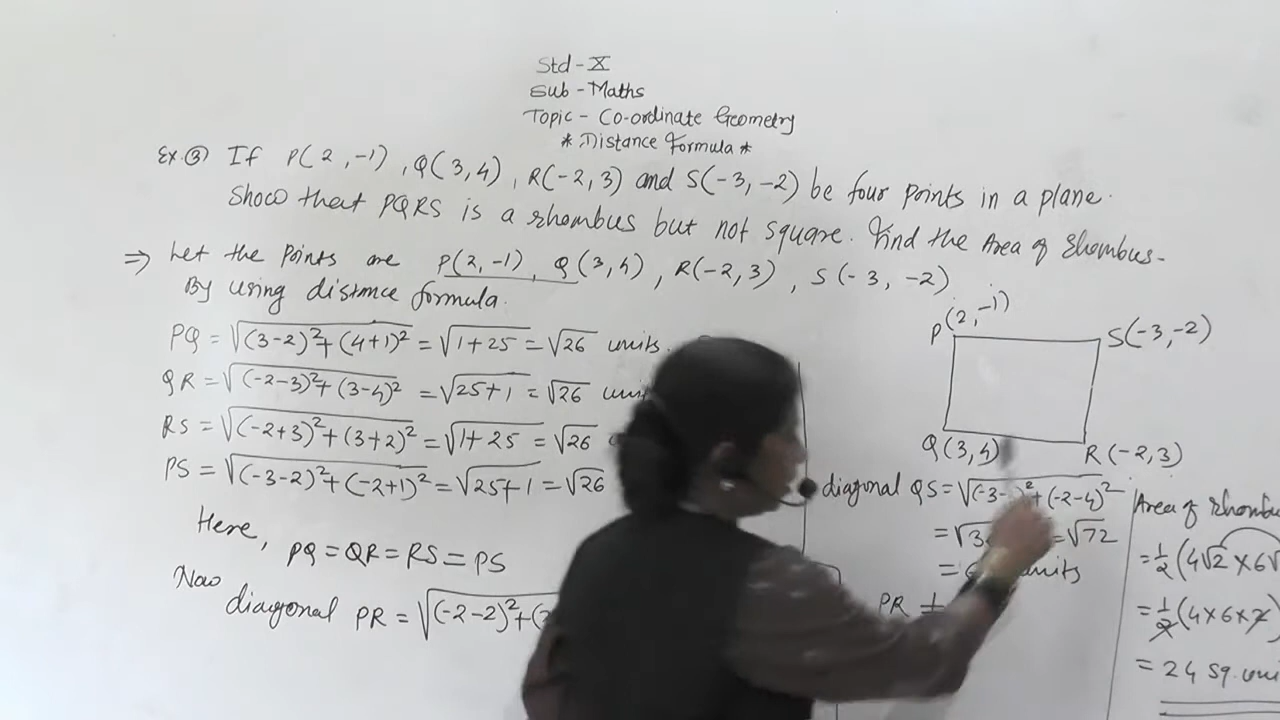 Std - X
Sub - Maths
Topic - Co-ordinate Geometry
* Distance Formula *
Ex. ③ If P(2, -1), Q(3, 4), R(-2, 3) and S(-3, -2) be four points in a plane.
Show that PQRS is a rhombus but not square. Find the Area of Rhombus.
⇒ Let the points are P(2, -1), Q(3, 4), R(-2, 3), S(-3, -2)
By using distance formula.
PQ = √(3-2)²+(4+1)² = √1+25 = √26 units.
QR = √(-2-3)²+(3-4)² = √25+1 = √26
RS = √(-2+3)²+(3+2)² = √1+25 = √26
PS = √(-3-2)²+(-2+1)² = √25+1 = √26
Here,
PQ = QR = RS = PS
Now
diagonal PR = √(-2-2)²+(
P(2, -1)
S(-3, -2)
Q(3, 4)
R(-2, 3)
diagonal QS = √(-3- )²+(-2-4)²
= √3 = √72
= units
PR ≠
Area of Rhombu
= 1/2 (4√2 × 6√
= 1/2 (4×6×2)
= 24 sq. uni